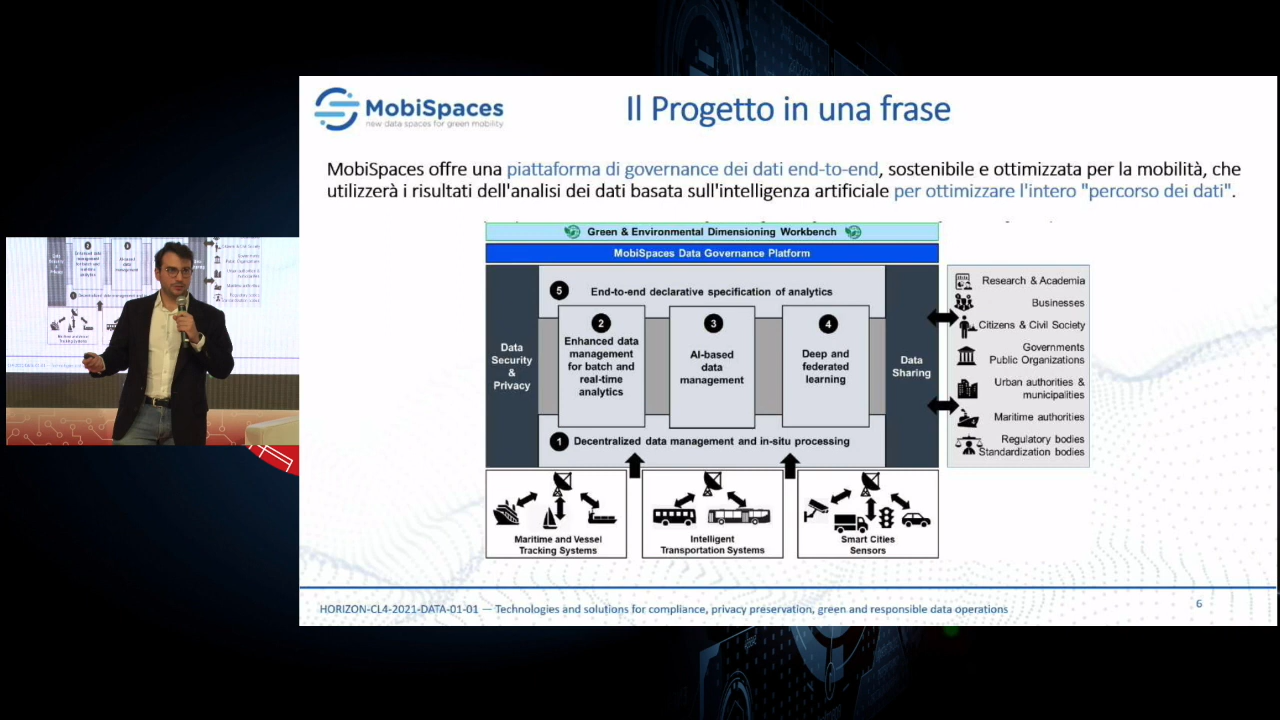 MobiSpaces
new data spaces for green mobility
Il Progetto in una frase
MobiSpaces offre una piattaforma di governance dei dati end-to-end, sostenibile e ottimizzata per la mobilità, che
utilizzerà i risultati dell'analisi dei dati basata sull'intelligenza artificiale per ottimizzare l'intero "percorso dei dati".
Green & Environmental Dimensioning Workbench
MobiSpaces Data Governance Platform
Data
Security
&
Privacy
5
End-to-end declarative specification of analytics
2
Enhanced data
management
for batch and
real-time
analytics
3
AI-based
data
management
4
Deep and
federated
learning
1
Decentralized data management and in-situ processing
Data
Sharing
Research & Academia
Businesses
Citizens & Civil Society
Governments
Public Organizations
Urban authorities &
municipalities
Maritime authorities
Regulatory bodies
Standardization bodies
Maritime and Vessel
Tracking Systems
Intelligent
Transportation Systems
Smart Cities
Sensors
HORIZON-CL4-2021-DATA-01-01 — Technologies and solutions for compliance, privacy preservation, green and responsible data operations
6